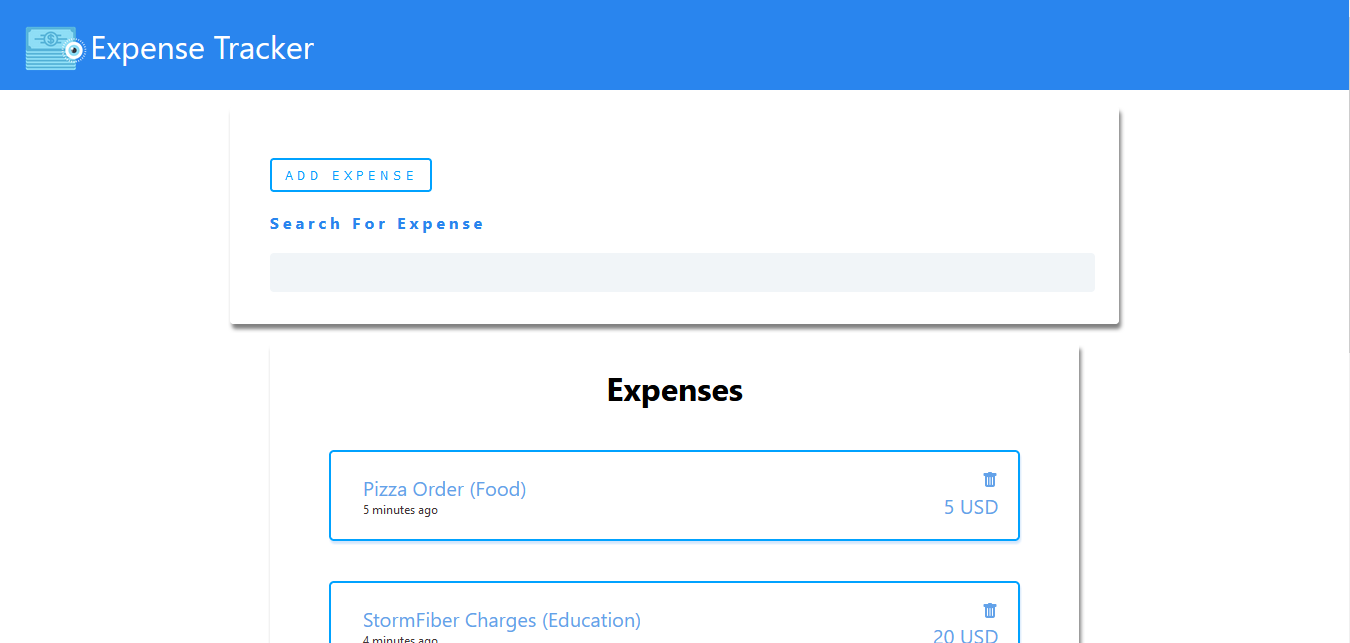 Expense Tracker
ADD EXPENSE
Search For Expense
Expenses
Pizza Order (Food)
5 minutes ago
5 USD
StormFiber Charges (Education)
4 minutes ago
20 USD